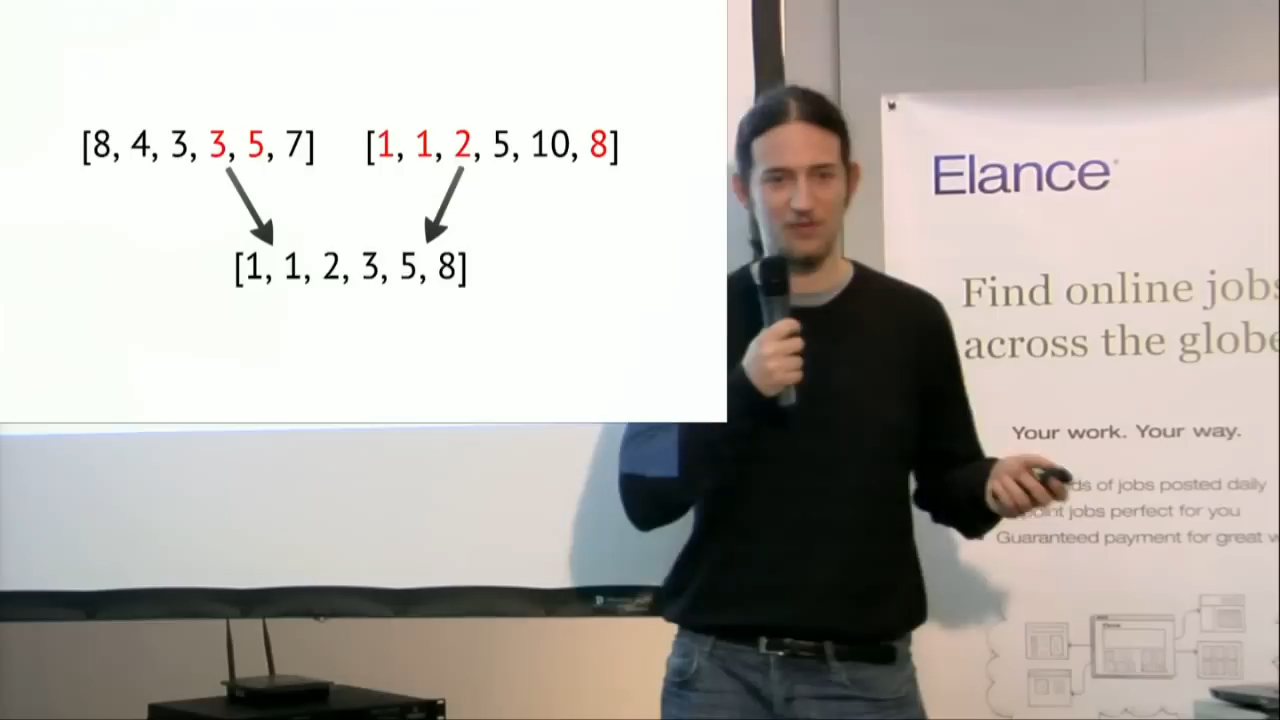 [8, 4, 3, 3, 5, 7] [1, 1, 2, 5, 10, 8]
[1, 1, 2, 3, 5, 8]
Elance
Find online jobs
across the globe
Your work. Your way.
of jobs posted daily
jobs perfect for you
Guaranteed payment for great